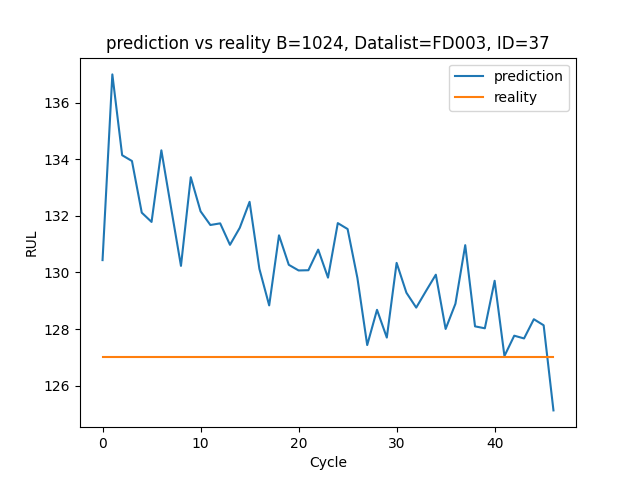 prediction vs reality B=1024, Datalist=FD003, ID=37
prediction
reality
136
134
132
130
128
126
RUL
0 10 20 30 40
Cycle